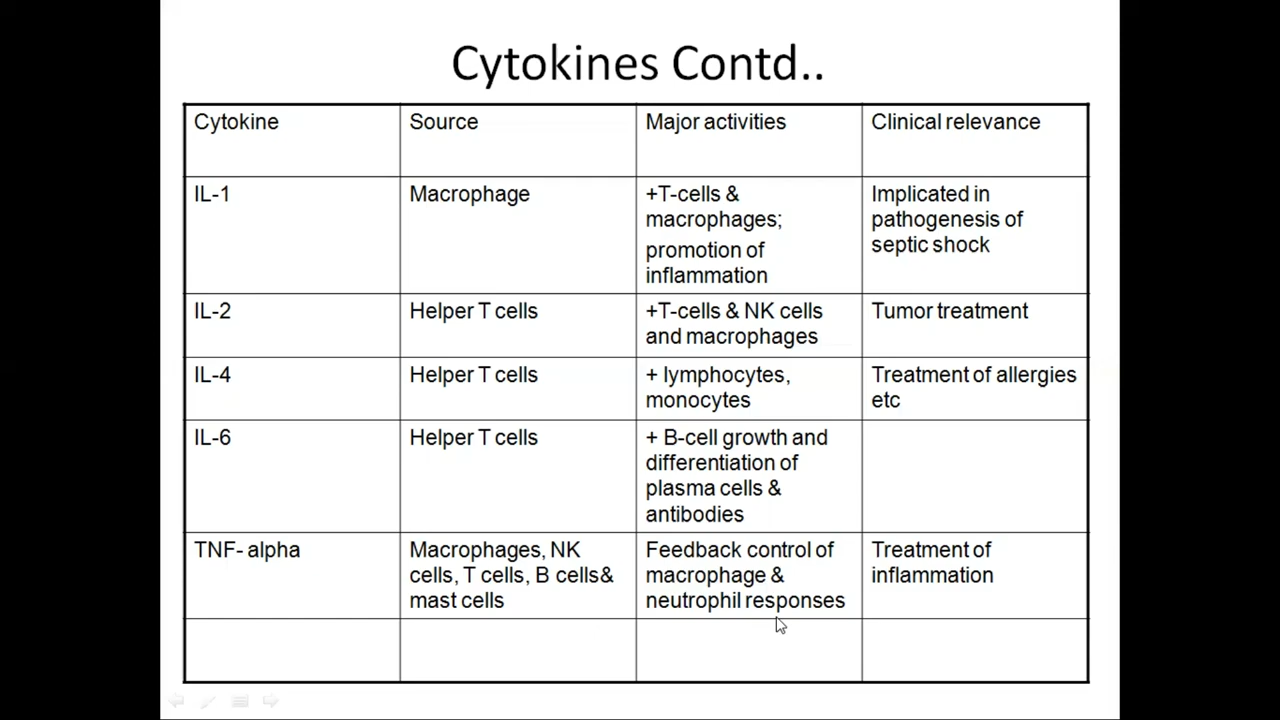 Cytokines Contd..
Cytokine
Source
Major activities
Clinical relevance
IL-1
Macrophage
+T-cells &
macrophages;
promotion of
inflammation
Implicated in
pathogenesis of
septic shock
IL-2
Helper T cells
+T-cells & NK cells
and macrophages
Tumor treatment
IL-4
Helper T cells
+ lymphocytes,
monocytes
Treatment of allergies
etc
IL-6
Helper T cells
+ B-cell growth and
differentiation of
plasma cells &
antibodies
TNF- alpha
Macrophages, NK
cells, T cells, B cells&
mast cells
Feedback control of
macrophage &
neutrophil responses
Treatment of
inflammation